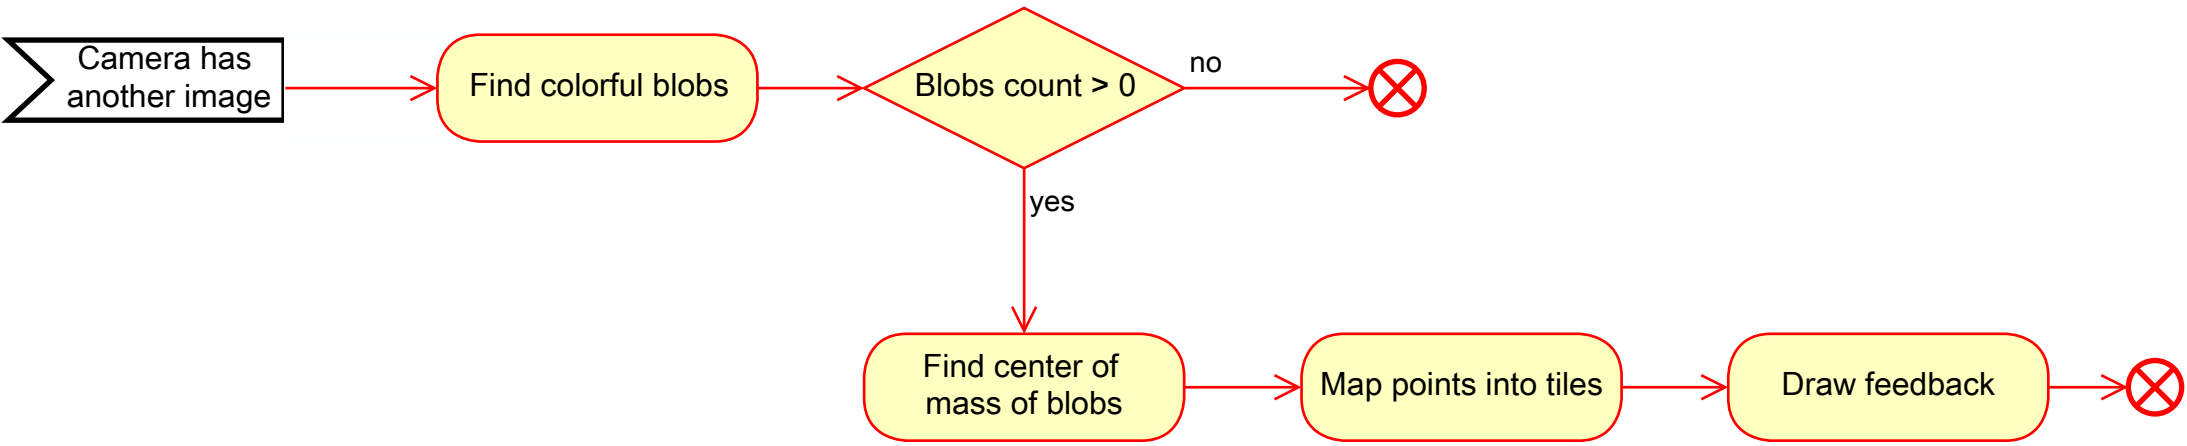 Camera has
another image
Find colorful blobs
Blobs count > 0
no
yes
Find center of
mass of blobs
Map points into tiles
Draw feedback